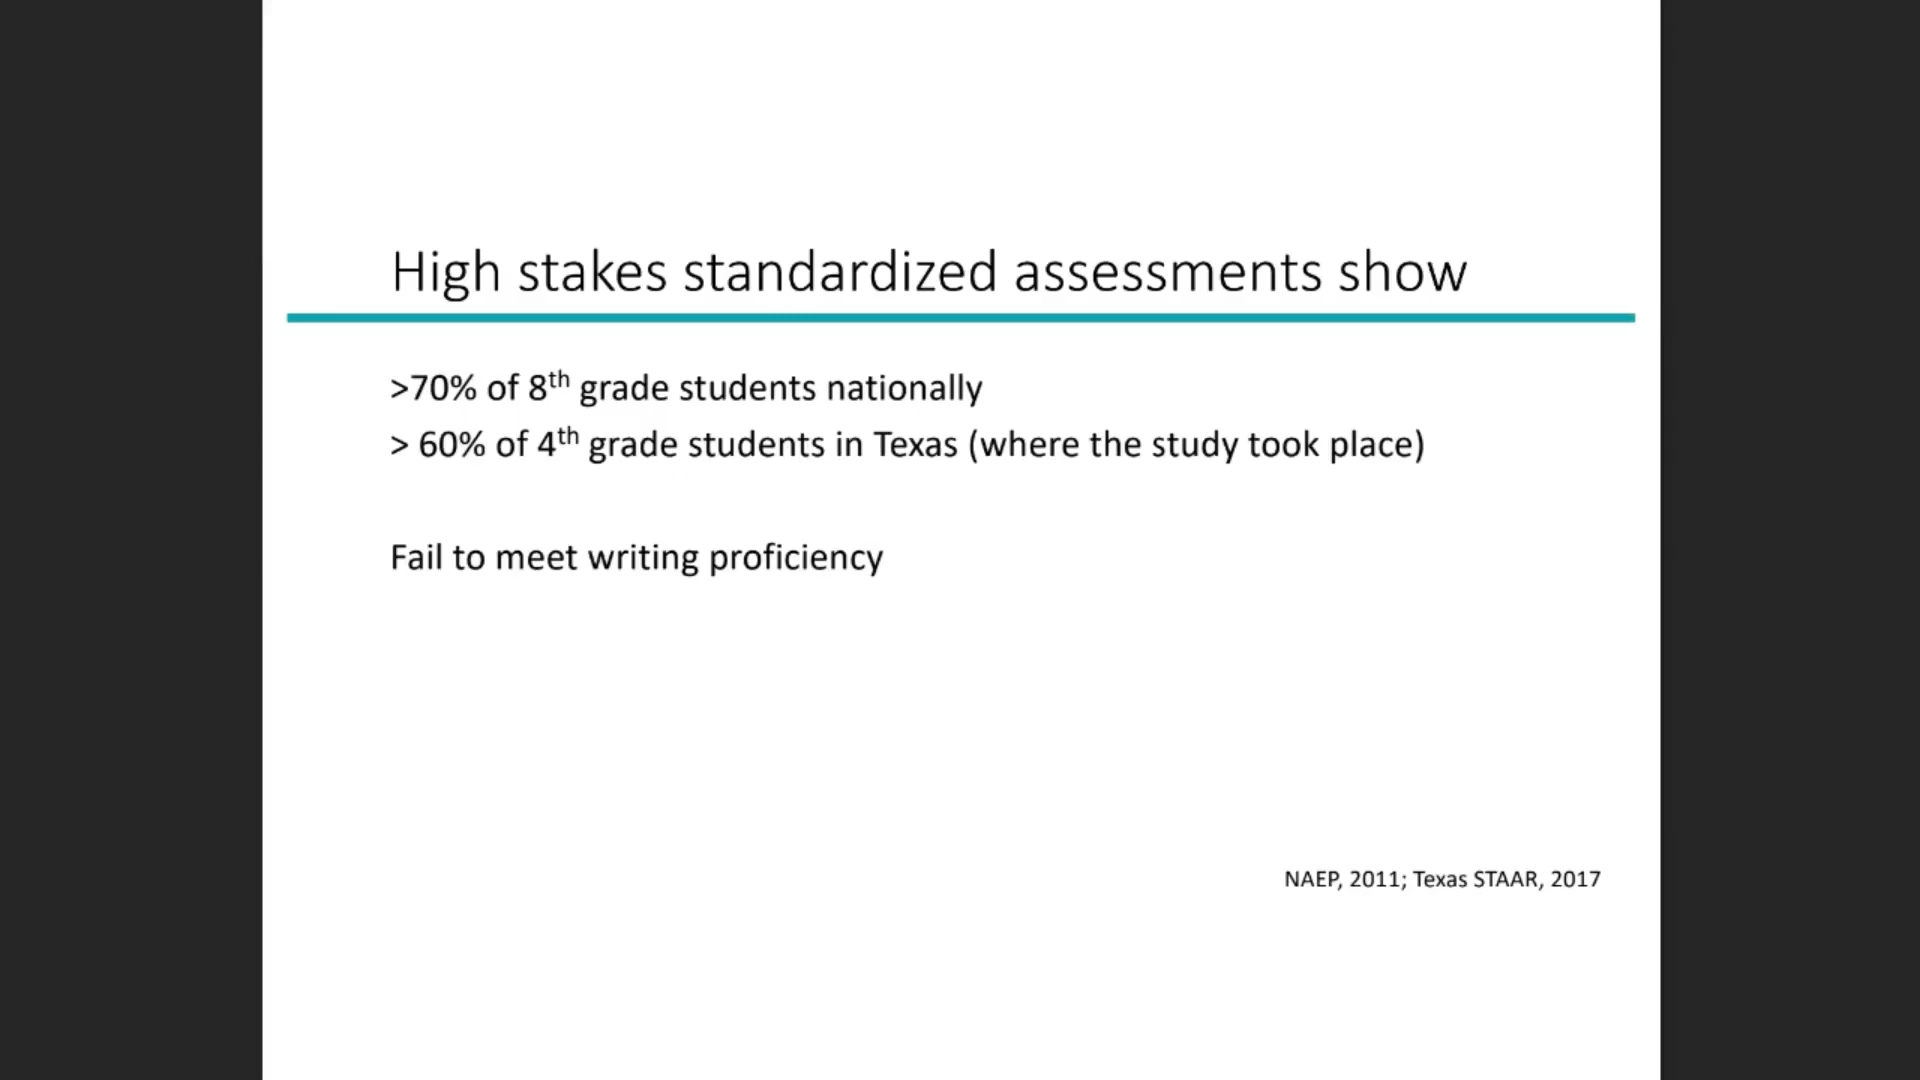 High stakes standardized assessments show
>70% of 8th grade students nationally
> 60% of 4th grade students in Texas (where the study took place)
Fail to meet writing proficiency
NAEP, 2011; Texas STAAR, 2017